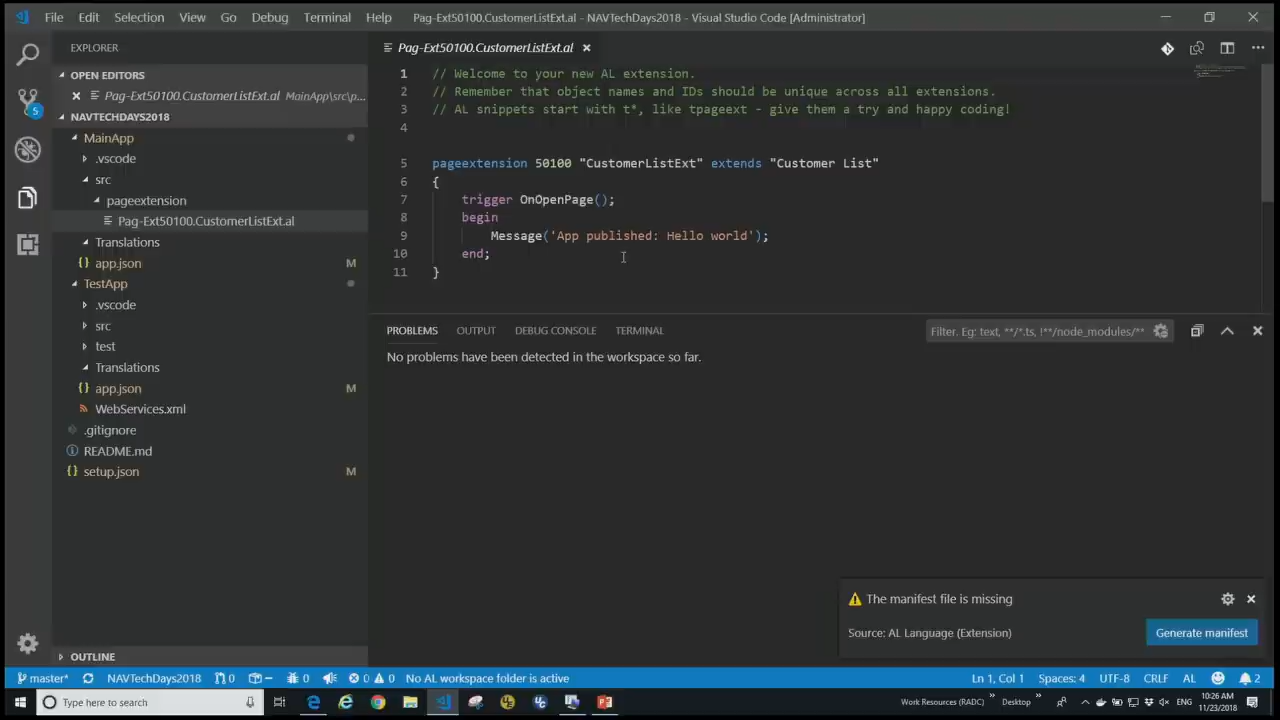 File Edit Selection View Go Debug Terminal Help Pag-Ext50100.CustomerListExt.al - NAVTechDays2018 - Visual Studio Code [Administrator]
EXPLORER
OPEN EDITORS
Pag-Ext50100.CustomerListExt.al MainApp\src\p...
NAVTECHDAYS2018
MainApp
.vscode
src
pageextension
Pag-Ext50100.CustomerListExt.al
Translations
{} app.json M
TestApp
.vscode
src
test
Translations
{} app.json M
WebServices.xml
.gitignore
README.md
{} setup.json M
OUTLINE
5
Pag-Ext50100.CustomerListExt.al
1 // Welcome to your new AL extension.
2 // Remember that object names and IDs should be unique across all extensions.
3 // AL snippets start with t*, like tpageext - give them a try and happy coding!
4
5 pageextension 50100 "CustomerListExt" extends "Customer List"
6 {
7 trigger OnOpenPage();
8 begin
9 Message('App published: Hello world');
10 end;
11 }
PROBLEMS OUTPUT DEBUG CONSOLE TERMINAL Filter. Eg: text, **/*.ts, !**/node_modules/**
No problems have been detected in the workspace so far.
The manifest file is missing
Source: AL Language (Extension) Generate manifest
master* NAVTechDays2018 0 0 0 0 No AL workspace folder is active Ln 1, Col 1 Spaces: 4 UTF-8 CRLF AL 2
Type here to search Work Resources (RADC) » Desktop » ENG 10:26 AM
11/23/2018